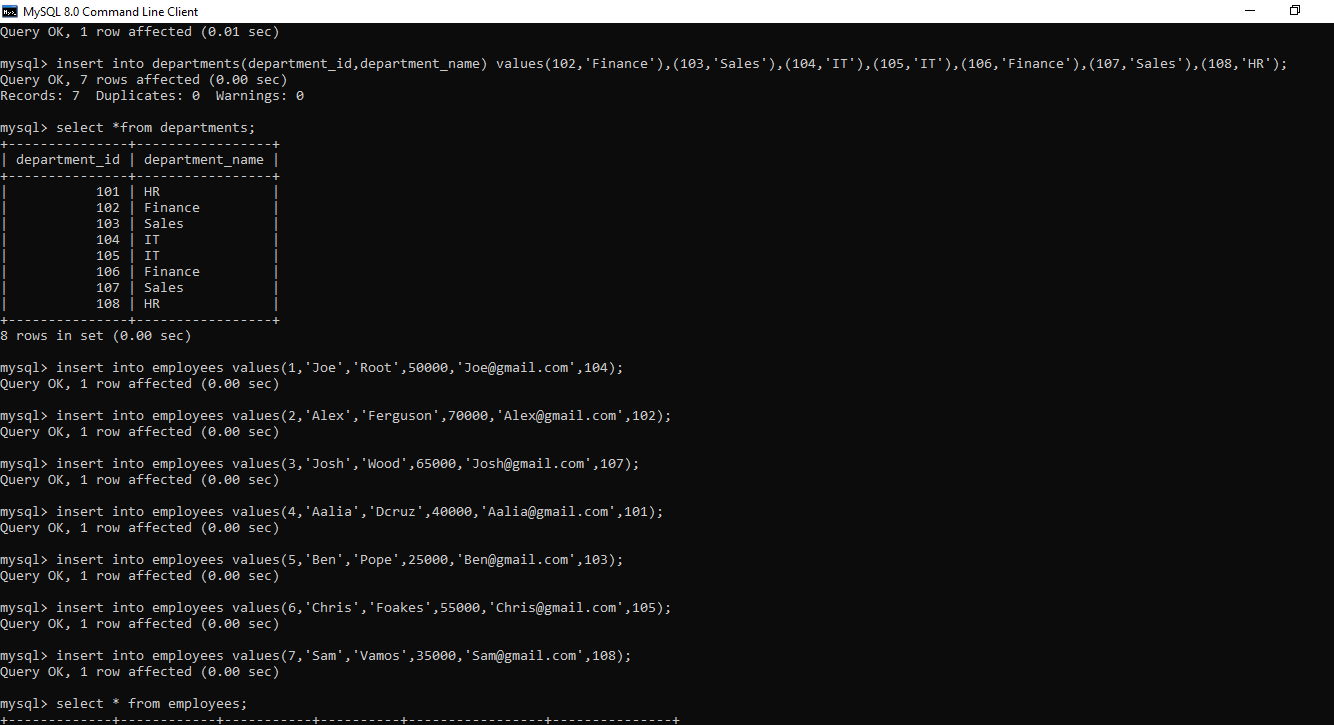 MySQL 8.0 Command Line Client
Query OK, 1 row affected (0.01 sec)
mysql> insert into departments(department_id,department_name) values(102,'Finance'),(103,'Sales'),(104,'IT'),(105,'IT'),(106,'Finance'),(107,'Sales'),(108,'HR');
Query OK, 7 rows affected (0.00 sec)
Records: 7  Duplicates: 0  Warnings: 0
mysql> select *from departments;
+---------------+-----------------+
| department_id | department_name |
+---------------+-----------------+
|           101 | HR              |
|           102 | Finance         |
|           103 | Sales           |
|           104 | IT              |
|           105 | IT              |
|           106 | Finance         |
|           107 | Sales           |
|           108 | HR              |
+---------------+-----------------+
8 rows in set (0.00 sec)
mysql> insert into employees values(1,'Joe','Root',50000,'Joe@gmail.com',104);
Query OK, 1 row affected (0.00 sec)
mysql> insert into employees values(2,'Alex','Ferguson',70000,'Alex@gmail.com',102);
Query OK, 1 row affected (0.00 sec)
mysql> insert into employees values(3,'Josh','Wood',65000,'Josh@gmail.com',107);
Query OK, 1 row affected (0.00 sec)
mysql> insert into employees values(4,'Aalia','Dcruz',40000,'Aalia@gmail.com',101);
Query OK, 1 row affected (0.00 sec)
mysql> insert into employees values(5,'Ben','Pope',25000,'Ben@gmail.com',103);
Query OK, 1 row affected (0.00 sec)
mysql> insert into employees values(6,'Chris','Foakes',55000,'Chris@gmail.com',105);
Query OK, 1 row affected (0.00 sec)
mysql> insert into employees values(7,'Sam','Vamos',35000,'Sam@gmail.com',108);
Query OK, 1 row affected (0.00 sec)
mysql> select * from employees;
+-------------+------------+-----------+----------+-----------------+---------------+